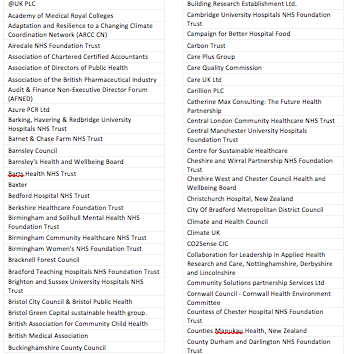 @UK PLC
Academy of Medical Royal Colleges
Adaptation and Resilience to a Changing Climate
Coordination Network (ARCC CN)
Airedale NHS Foundation Trust
Association of Chartered Certified Accountants
Association of Directors of Public Health
Association of the British Pharmaceutical Industry
Audit & Finance Non-Executive Director Forum
(AFNED)
Azure PCR Ltd
Barking, Havering & Redbridge University
Hospitals NHS Trust
Barnet & Chase Farm NHS Trust
Barnsley Council
Barnsley's Health and Wellbeing Board
Barts Health NHS Trust
Baxter
Bedford Hospital NHS Trust
Berkshire Healthcare Foundation Trust
Birmingham and Solihull Mental Health NHS
Foundation Trust
Birmingham Community Healthcare NHS Trust
Birmingham Women's NHS Foundation Trust
Bracknell Forest Council
Bradford Teaching Hospitals NHS Foundation Trust
Brighton and Sussex University Hospitals NHS
Trust
Bristol City Council & Bristol Public Health
Bristol Green Capital sustainable health group.
British Association for Community Child Health
British Medical Association
Buckinghamshire County Council
Building Research Establishment Ltd.
Cambridge University Hospitals NHS Foundation
Trust
Campaign for Better Hospital Food
Carbon Trust
Care Plus Group
Care Quality Commission
Care UK Ltd
Carillion PLC
Catherine Max Consulting: The Future Health
Partnership
Central London Community Healthcare NHS Trust
Central Manchester University Hospitals
Foundation Trust
Centre for Sustainable Healthcare
Cheshire and Wirral Partnership NHS Foundation
Trust
Cheshire West and Chester Council Health and
Wellbeing Board
Christchurch Hospital, New Zealand
City Of Bradford Metropolitan District Council
Climate and Health Council
Climate UK
CO2Sense CIC
Collaboration for Leadership in Applied Health
Research and Care, Nottinghamshire, Derbyshire
and Lincolnshire
Community Solutions partnership Services Ltd
Cornwall Council - Cornwall Health Environment
Committee
Countess of Chester Hospital NHS Foundation
Trust
Counties Manukau Health, New Zealand
County Durham and Darlington NHS Foundation
Trust